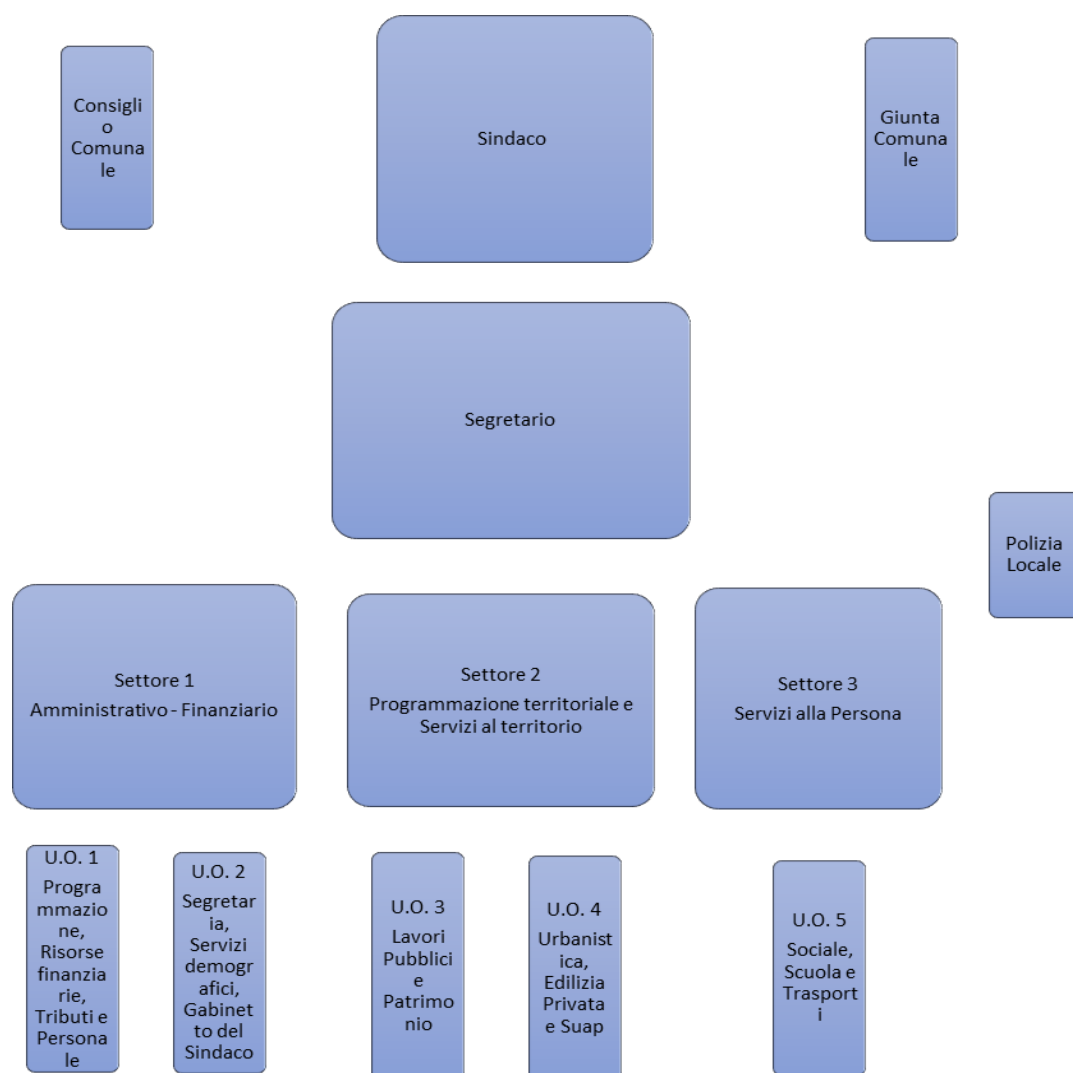 Consigli
o
Comuna
le
Sindaco
Giunta
Comuna
le
Segretario
Polizia
Locale
Settore 1
Amministrativo - Finanziario
Settore 2
Programmazione territoriale e
Servizi al territorio
Settore 3
Servizi alla Persona
U.O. 1
Progra
mmazio
ne,
Risorse
finanzia
rie,
Tributi e
Persona
le
U.O. 2
Segretar
ia,
Servizi
demogr
afici,
Gabinet
to del
Sindaco
U.O. 3
Lavori
Pubblici
e
Patrimo
nio
U.O. 4
Urbanist
ica,
Edilizia
Privata
e Suap
U.O. 5
Sociale,
Scuola e
Trasport
i